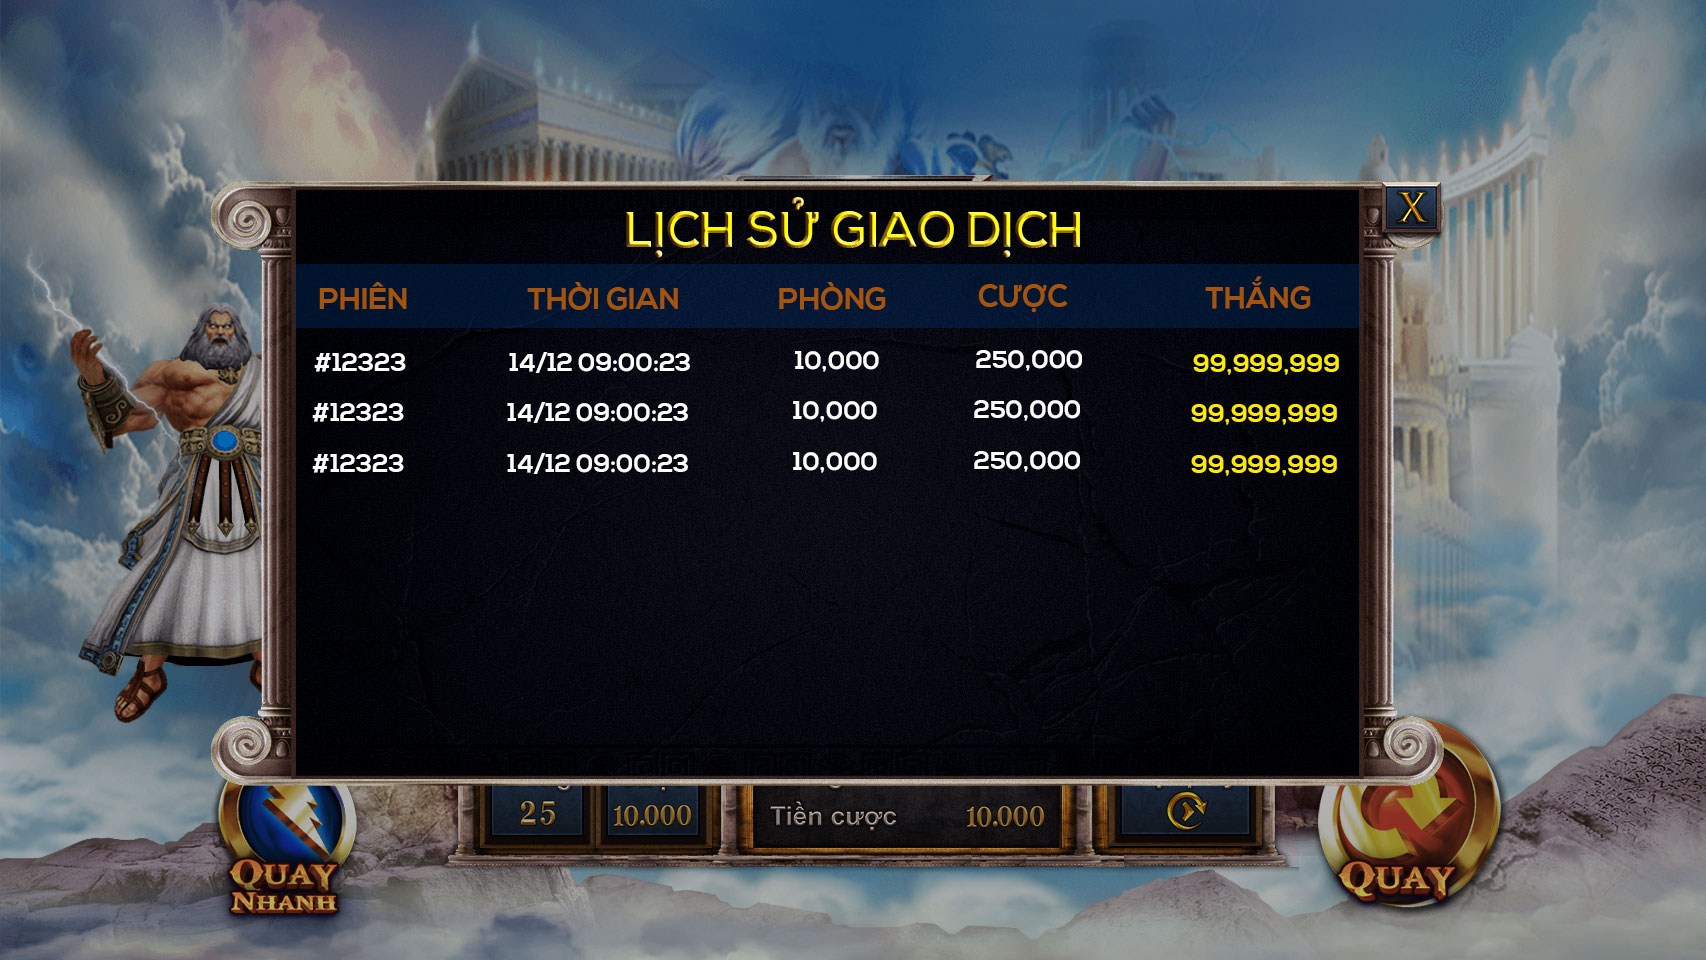 LỊCH SỬ GIAO DỊCH
X
PHIÊN THỜI GIAN PHÒNG CƯỢC THẮNG
#12323 14/12 09:00:23 10,000 250,000 99,999,999
#12323 14/12 09:00:23 10,000 250,000 99,999,999
#12323 14/12 09:00:23 10,000 250,000 99,999,999
25 10.000 Tiền cược 10.000
QUAY NHANH
QUAY